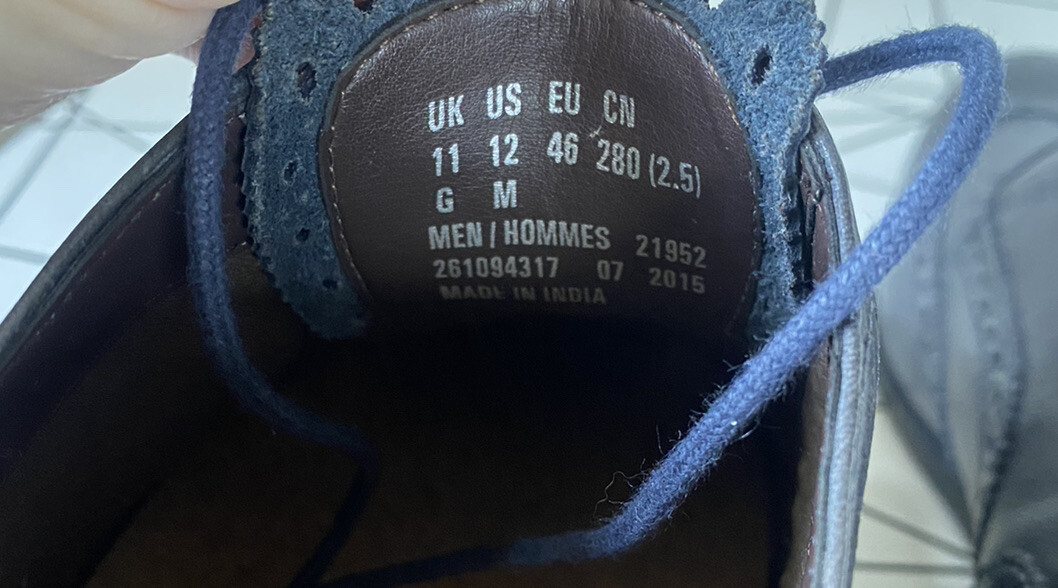 UK US EU CN
11 12 46 280 (2.5)
G M
MEN / HOMMES 21952
261094317 07 2015
MADE IN INDIA